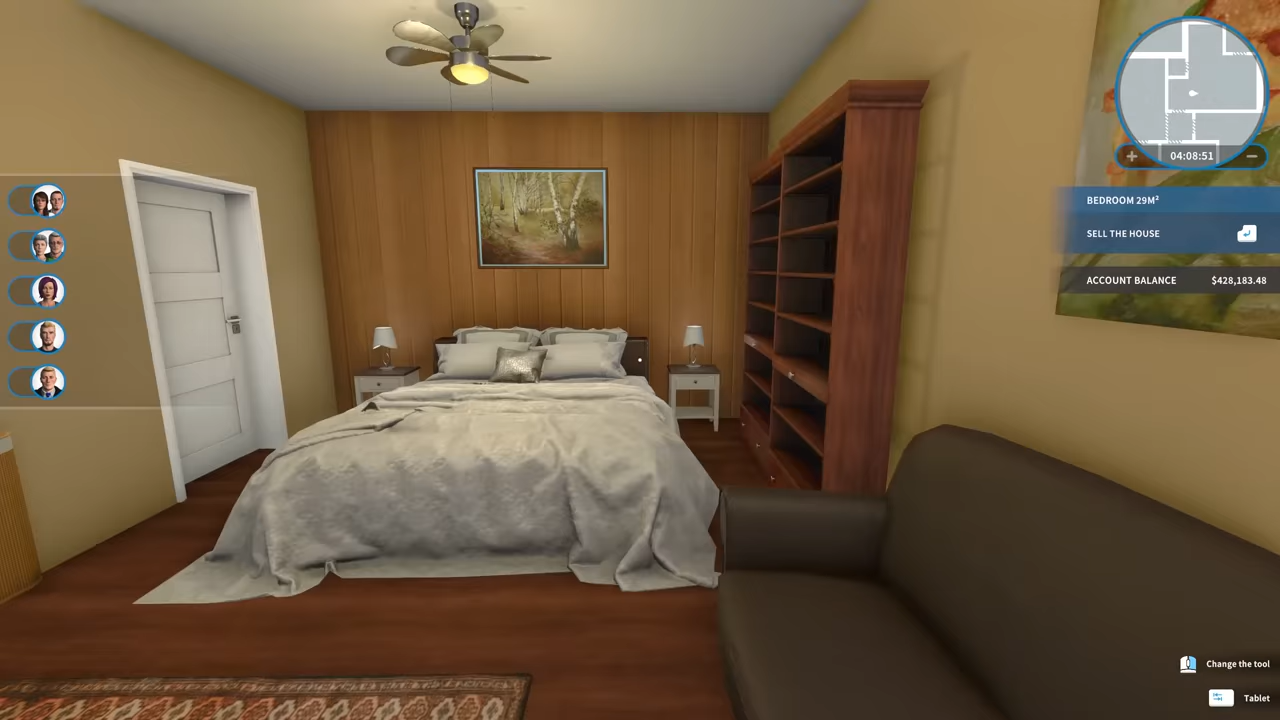 04:08:51
BEDROOM 29M²
SELL THE HOUSE
ACCOUNT BALANCE $428,183.48
Change the tool
Tablet